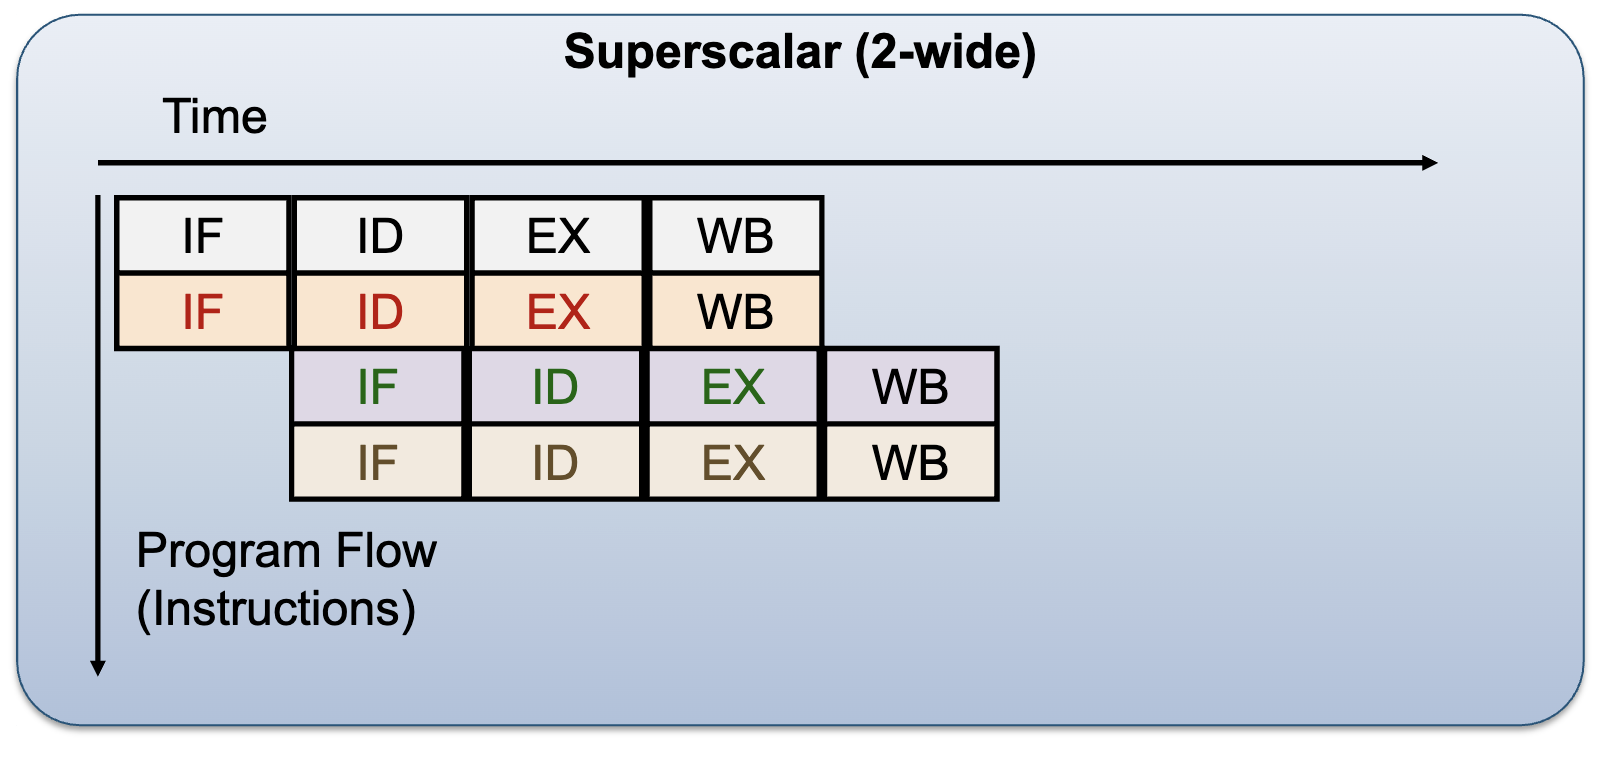 Superscalar (2-wide)
Time
IF ID EX WB
IF ID EX WB
IF ID EX WB
IF ID EX WB
Program Flow
(Instructions)